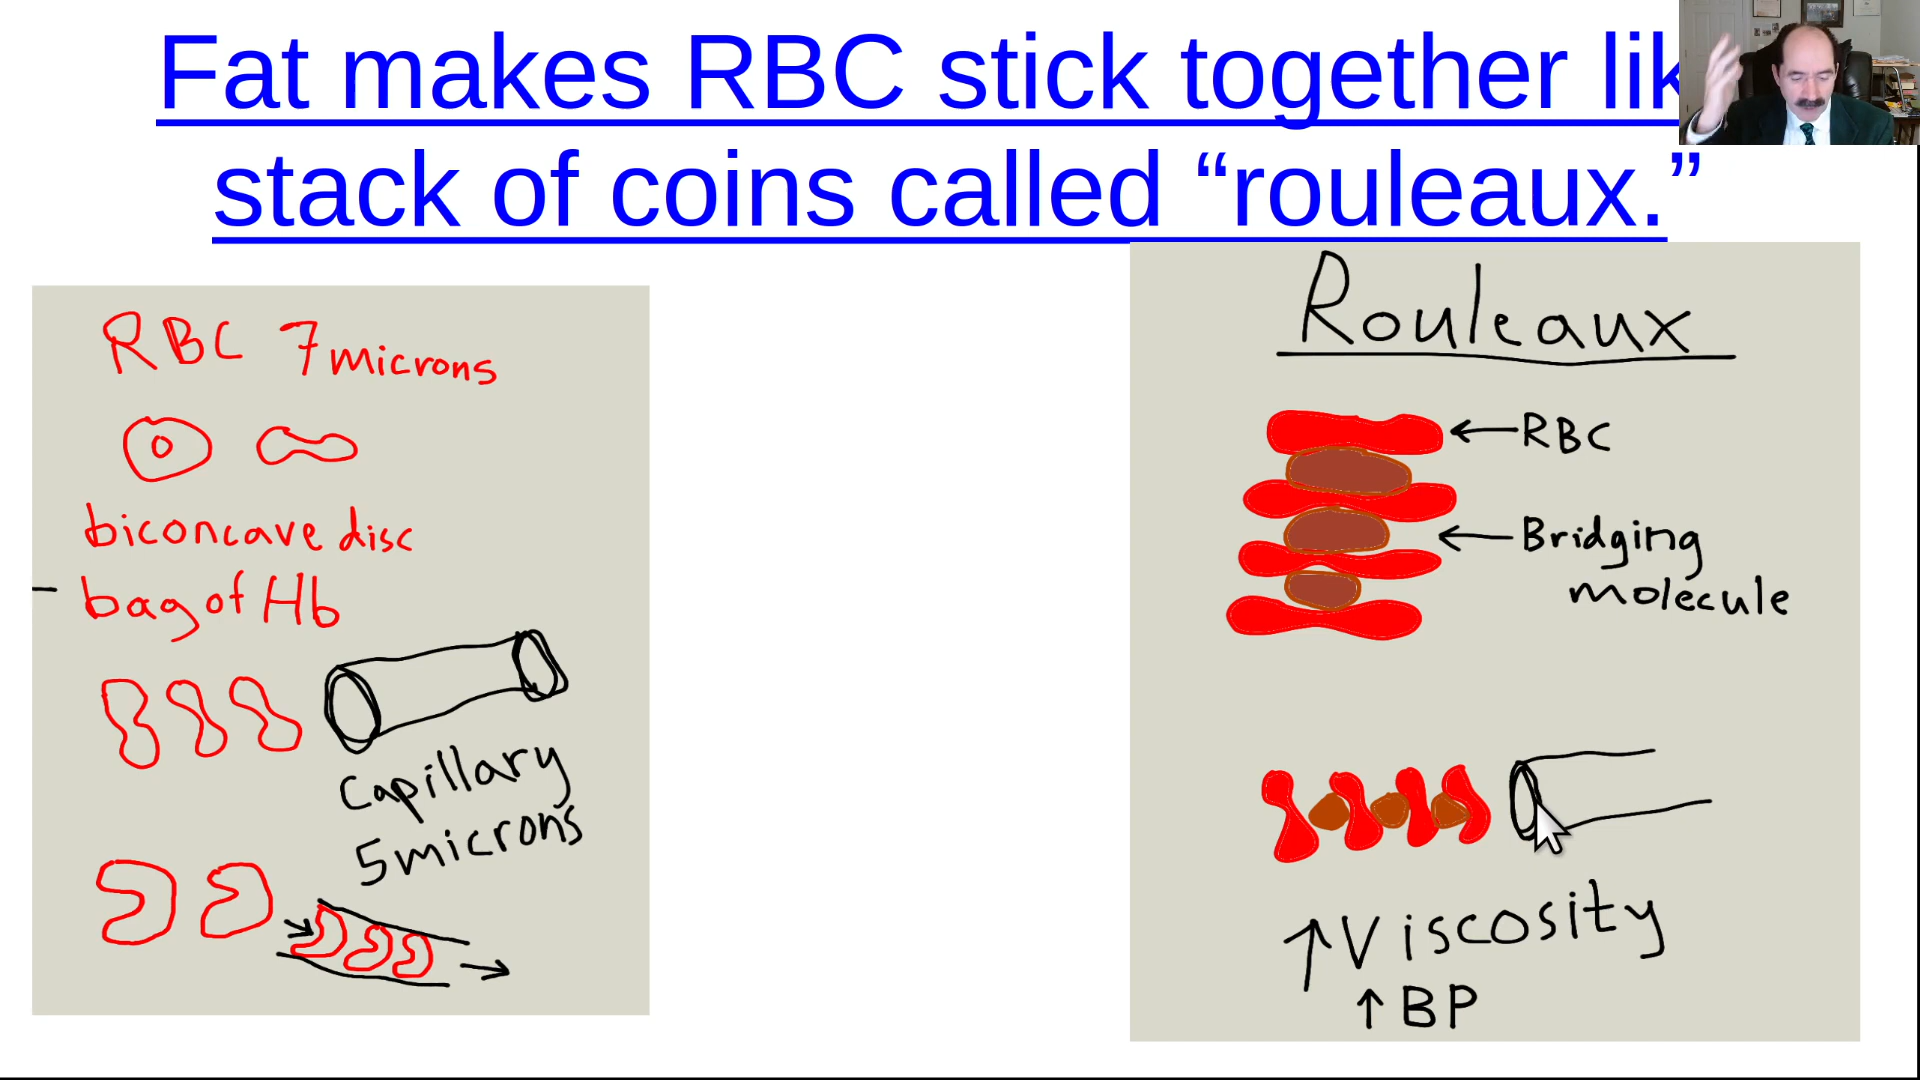 Fat makes RBC stick together
stack of coins called “rouleaux.”
RBC 7 microns
biconcave disc
bag of Hb
Capillary
5 microns
Rouleaux
RBC
Bridging
molecule
↑ Viscosity
↑ BP